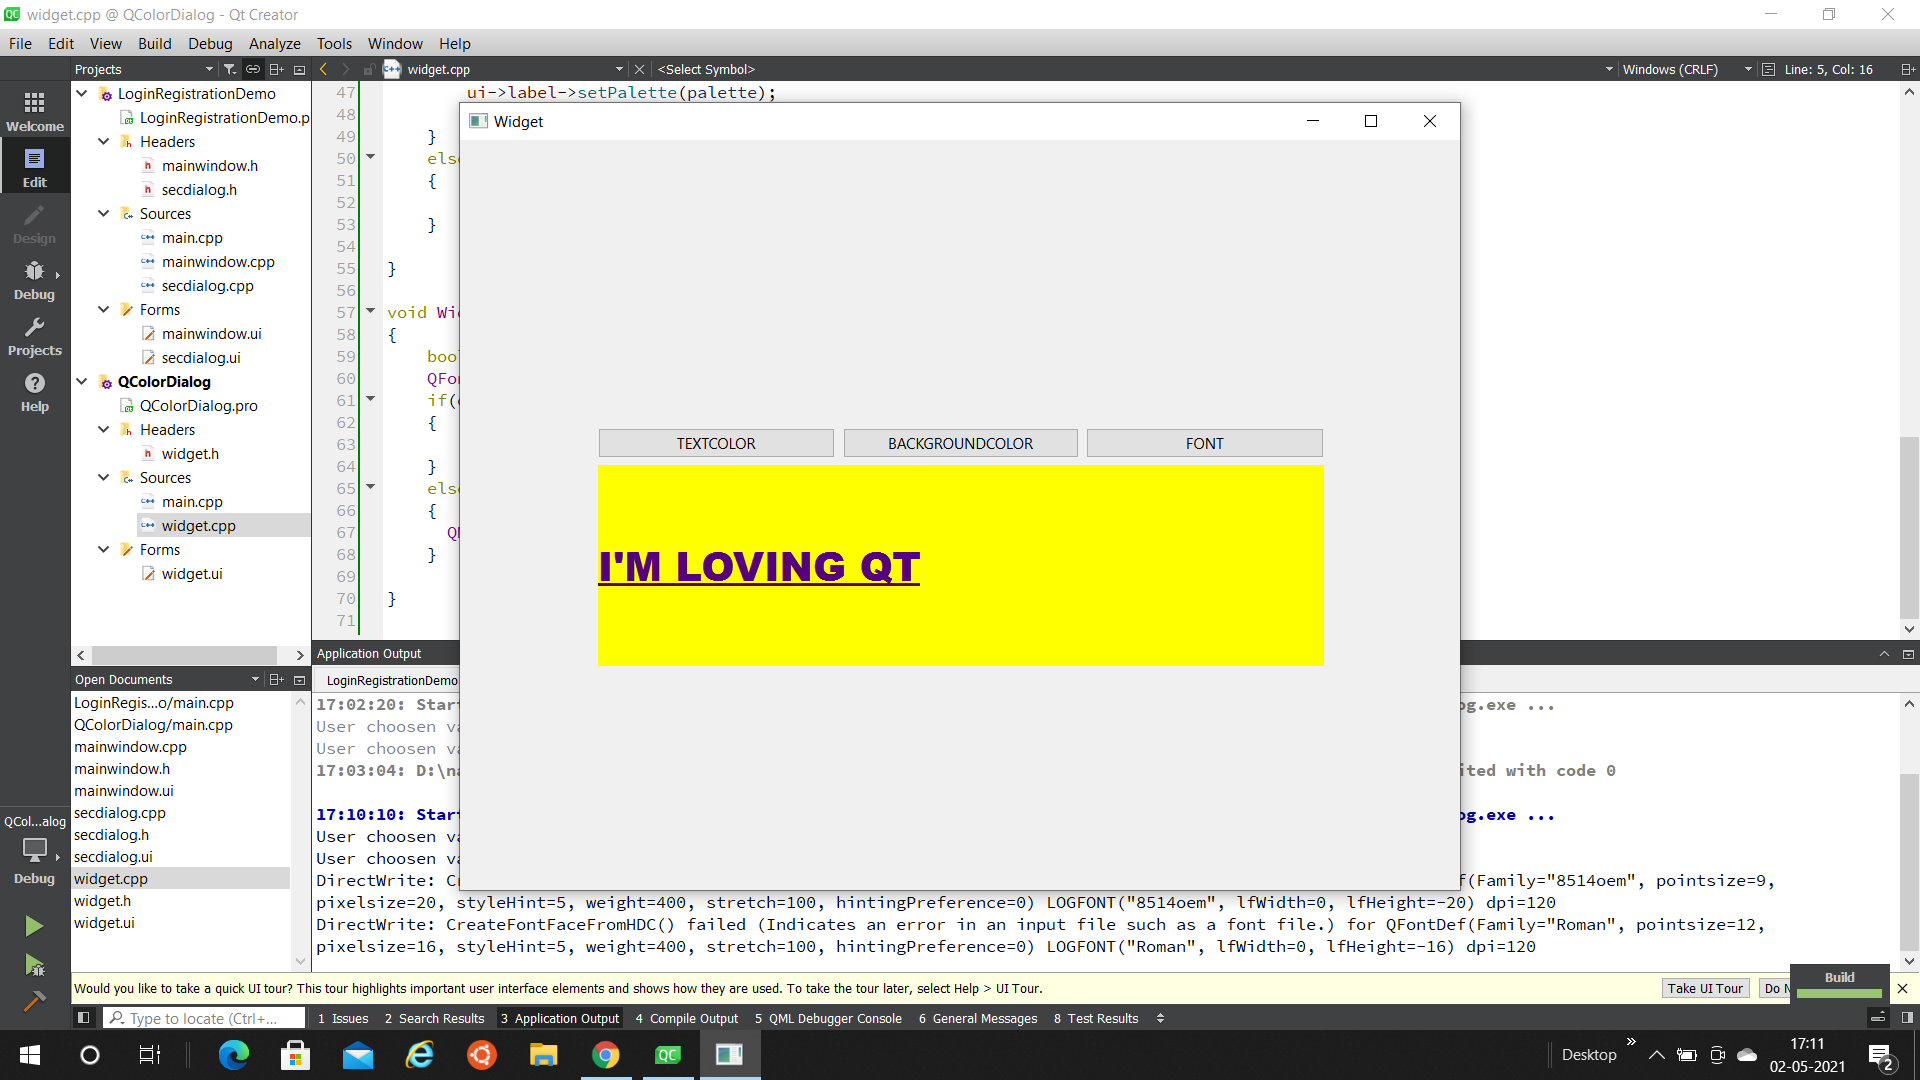 widget.cpp @ QColorDialog - Qt Creator
File Edit View Build Debug Analyze Tools Window Help
Projects
widget.cpp
<Select Symbol>
Windows (CRLF)
Line: 5, Col: 16
Welcome
Edit
Design
Debug
Projects
Help
LoginRegistrationDemo
LoginRegistrationDemo.p
Headers
mainwindow.h
secdialog.h
Sources
main.cpp
mainwindow.cpp
secdialog.cpp
Forms
mainwindow.ui
secdialog.ui
QColorDialog
QColorDialog.pro
Headers
widget.h
Sources
main.cpp
widget.cpp
Forms
widget.ui
47 ui->label->setPalette(palette);
48
49 }
50 else
51 {
52
53 }
54
55 }
56
57 void Wi
58 {
59 bool
60 QFon
61 if(
62 {
63
64 }
65 else
66 {
67 Q
68 }
69
70 }
71
Widget
TEXTCOLOR
BACKGROUNDCOLOR
FONT
I'M LOVING QT
Open Documents
LoginRegis...o/main.cpp
QColorDialog/main.cpp
mainwindow.cpp
mainwindow.h
mainwindow.ui
secdialog.cpp
secdialog.h
secdialog.ui
widget.cpp
widget.h
widget.ui
QCol...alog
Debug
Application Output
LoginRegistrationDemo
17:02:20: Star og.exe ...
User choosen va
User choosen va
17:03:04: D:\na ited with code 0
17:10:10: Star og.exe ...
User choosen va
User choosen va
DirectWrite: C f(Family="8514oem", pointsize=9,
pixelsize=20, styleHint=5, weight=400, stretch=100, hintingPreference=0) LOGFONT("8514oem", lfWidth=0, lfHeight=-20) dpi=120
DirectWrite: CreateFontFaceFromHDC() failed (Indicates an error in an input file such as a font file.) for QFontDef(Family="Roman", pointsize=12,
pixelsize=16, styleHint=5, weight=400, stretch=100, hintingPreference=0) LOGFONT("Roman", lfWidth=0, lfHeight=-16) dpi=120
Would you like to take a quick UI tour? This tour highlights important user interface elements and shows how they are used. To take the tour later, select Help > UI Tour.
Take UI Tour
Do N
Build
Type to locate (Ctrl+...
1 Issues 2 Search Results 3 Application Output 4 Compile Output 5 QML Debugger Console 6 General Messages 8 Test Results
Desktop
17:11
02-05-2021
2